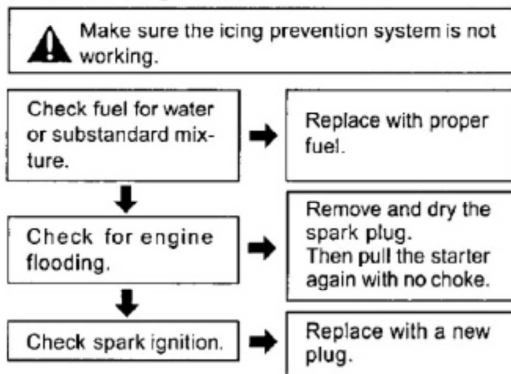 Make sure the icing prevention system is not
working.
Check fuel for water
or substandard mix-
ture.
Replace with proper
fuel.
Check for engine
flooding.
Remove and dry the
spark plug.
Then pull the starter
again with no choke.
Check spark ignition.
Replace with a new
plug.